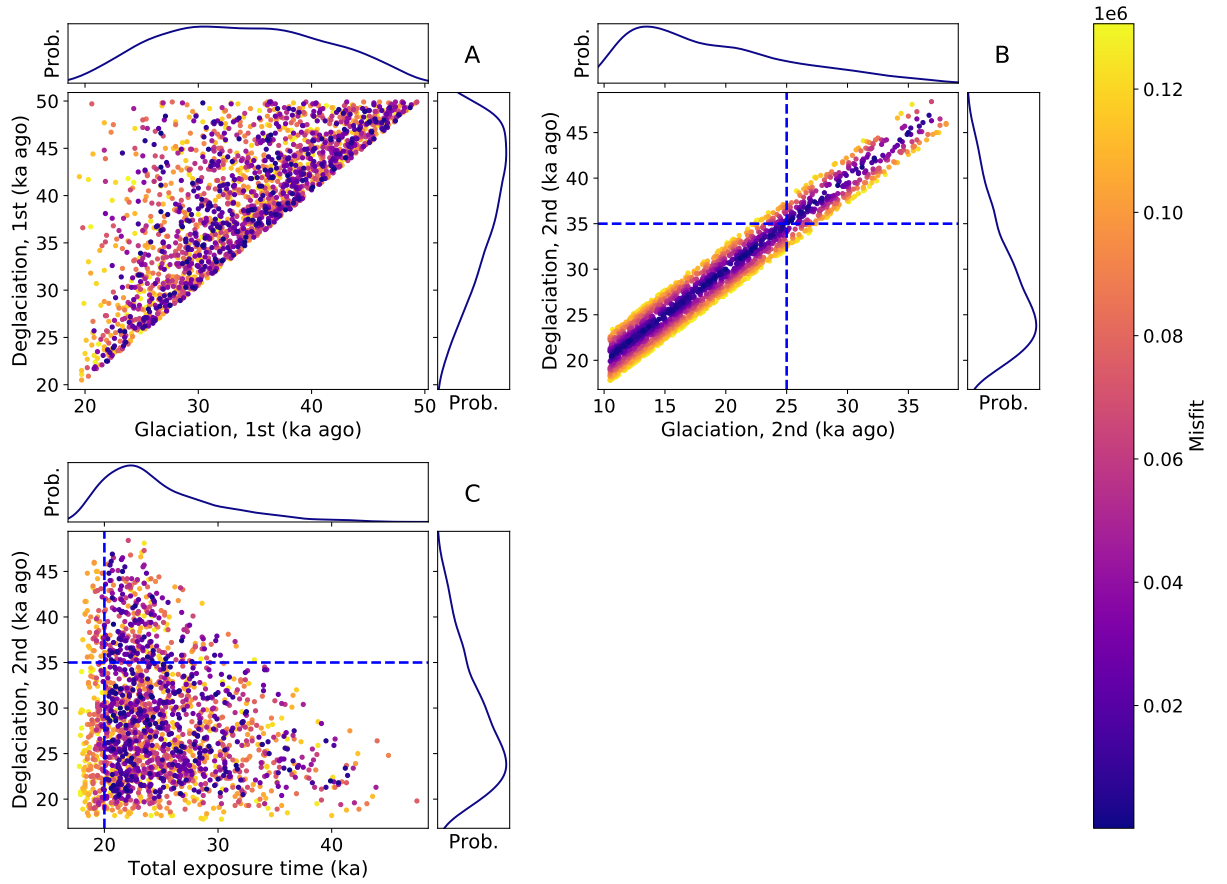 1e6
Prob.
A
Prob.
B
Deglaciation, 1st (ka ago)
50
45
40
35
30
25
20
20
30
40
50
Glaciation, 1st (ka ago)
Prob.
Deglaciation, 2nd (ka ago)
45
40
35
30
25
20
10
15
20
25
30
35
Glaciation, 2nd (ka ago)
Prob.
0.12
0.10
0.08
0.06
0.04
0.02
Misfit
Prob.
C
Deglaciation, 2nd (ka ago)
45
40
35
30
25
20
20
30
40
Total exposure time (ka)
Prob.